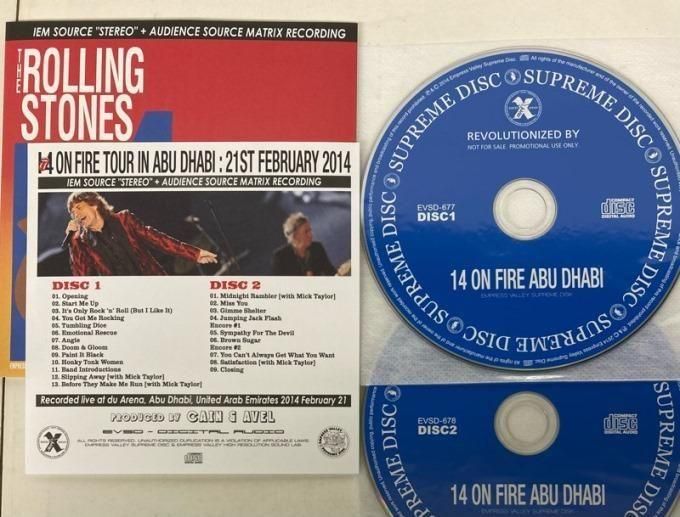 IEM SOURCE "STEREO" + AUDIENCE SOURCE MATRIX RECORDING
THE ROLLING
STONES
14 ON FIRE TOUR IN ABU DHABI : 21ST FEBRUARY 2014
IEM SOURCE "STEREO" + AUDIENCE SOURCE MATRIX RECORDING
DISC 1
01. Opening
02. Start Me Up
03. It's Only Rock 'n' Roll (But I Like It)
04. You Got Me Rocking
05. Tumbling Dice
06. Emotional Rescue
07. Angie
08. Doom & Gloom
09. Paint It Black
10. Honky Tonk Women
11. Band Introductions
12. Slipping Away [with Mick Taylor]
13. Before They Make Me Run [with Mick Taylor]
DISC 2
01. Midnight Rambler [with Mick Taylor]
02. Miss You
03. Gimme Shelter
04. Jumping Jack Flash
Encore #1
05. Sympathy For The Devil
06. Brown Sugar
Encore #2
07. You Can't Always Get What You Want
08. Satisfaction [with Mick Taylor]
09. Closing
Recorded live at du Arena, Abu Dhabi, United Arab Emirates 2014 February 21
PRODUCED BY CAIN & AVEL
EVSD - DIGITAL AUDIO
ALL RIGHTS RESERVED. UNAUTHORIZED DUPLICATION IS A VIOLATION OF APPLICABLE LAWS.
EMPRESS VALLEY SUPREME DISC & EMPRESS VALLEY HIGH RESOLUTION SOUND LAB.
SUPREME DISC SUPREME DISC SUPREME DISC SUPREME DISC
REVOLUTIONIZED BY
NOT FOR SALE. PROMOTIONAL USE ONLY.
EVSD-677
DISC1
COMPACT
disc
DIGITAL AUDIO
14 ON FIRE ABU DHABI
EMPRESS VALLEY SUPREME DISK
SUPREME DISC
SUPREME
EVSD-678
DISC2
COMPACT
disc
DIGITAL AUDIO
14 ON FIRE ABU DHABI
EMPRESS VALLEY SUPREME DISK